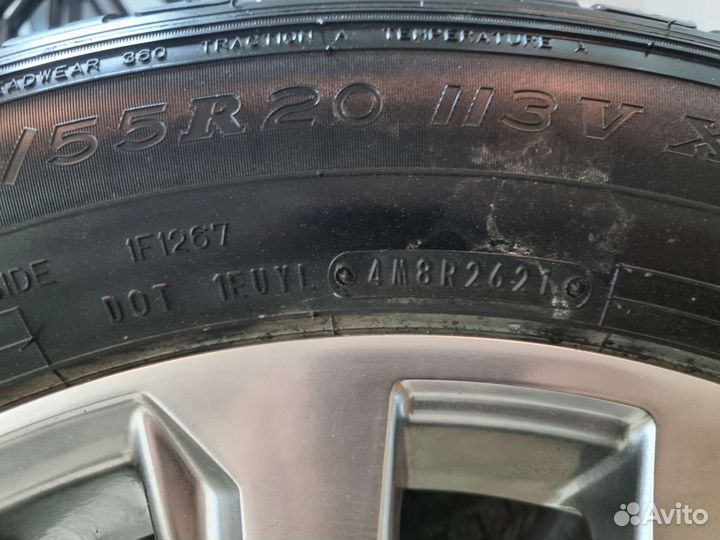 ADWEAR 360 TRACTION A TEMPERATURE A
/55R20 113V X
1F1267
SIDE DOT 1EUYL 4M8R2621
Avito